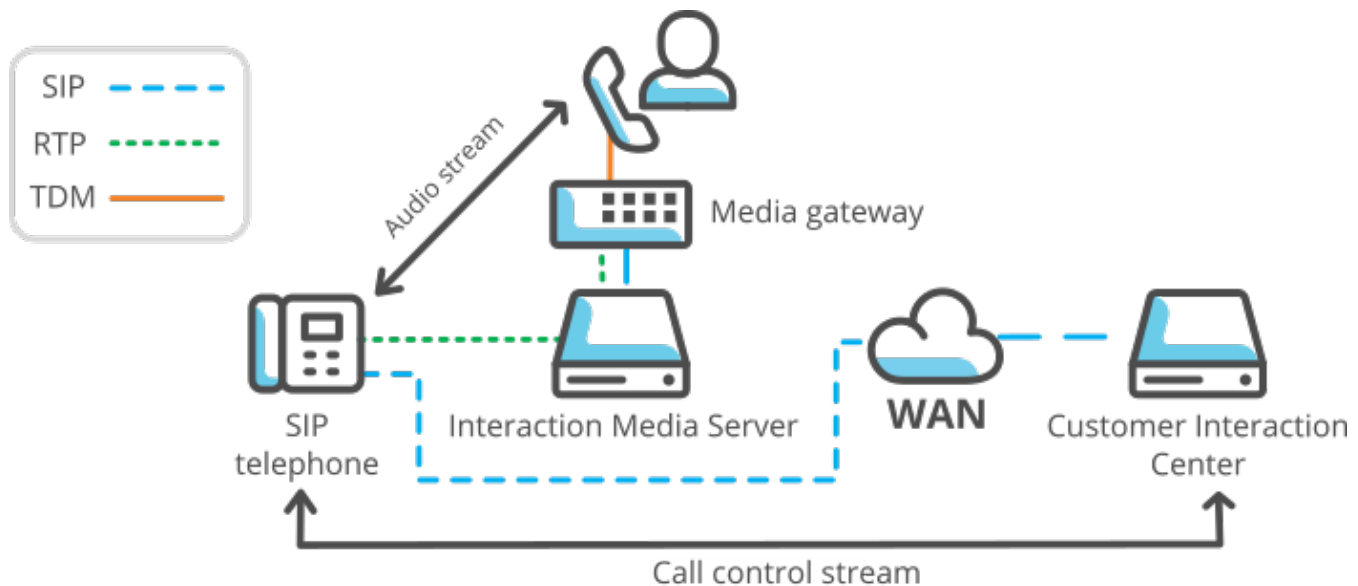 SIP
RTP
TDM
Audio stream
Media gateway
SIP
telephone
Interaction Media Server
WAN
Customer Interaction
Center
Call control stream